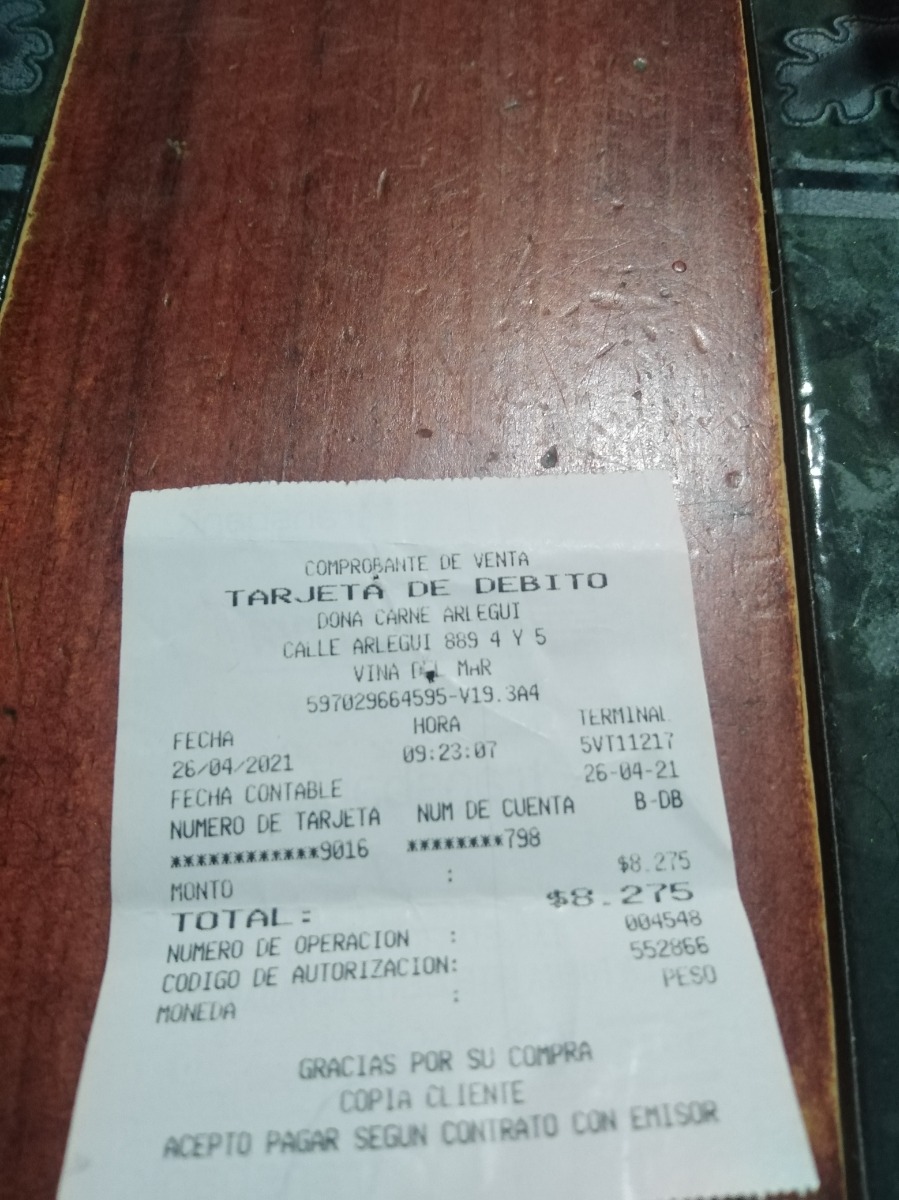 COMPROBANTE DE VENTA
TARJETA DE DEBITO
DONA CARNE ARLEGUI
CALLE ARLEGUI 889 4 Y 5
VINA DEL MAR
597029664595-V19.3A4
FECHA HORA TERMINAL
26/04/2021 09:23:07 5VT11217
FECHA CONTABLE 26-04-21
NUMERO DE TARJETA NUM DE CUENTA B-DB
************9016 ********798
MONTO : $8.275
TOTAL: $8.275
NUMERO DE OPERACION : 004548
CODIGO DE AUTORIZACION: 552866
MONEDA : PESO
GRACIAS POR SU COMPRA
COPIA CLIENTE
ACEPTO PAGAR SEGUN CONTRATO CON EMISOR